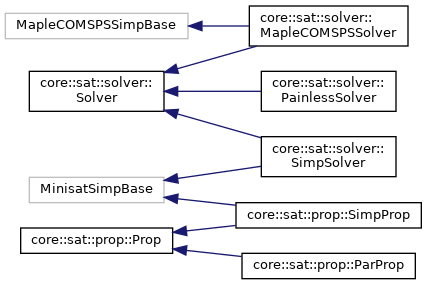 MapleCOMSPSSimpBase
core::sat::solver::
MapleCOMSPSSolver
core::sat::solver::
Solver
core::sat::solver::
PainlessSolver
core::sat::solver::
SimpSolver
MinisatSimpBase
core::sat::prop::SimpProp
core::sat::prop::Prop
core::sat::prop::ParProp